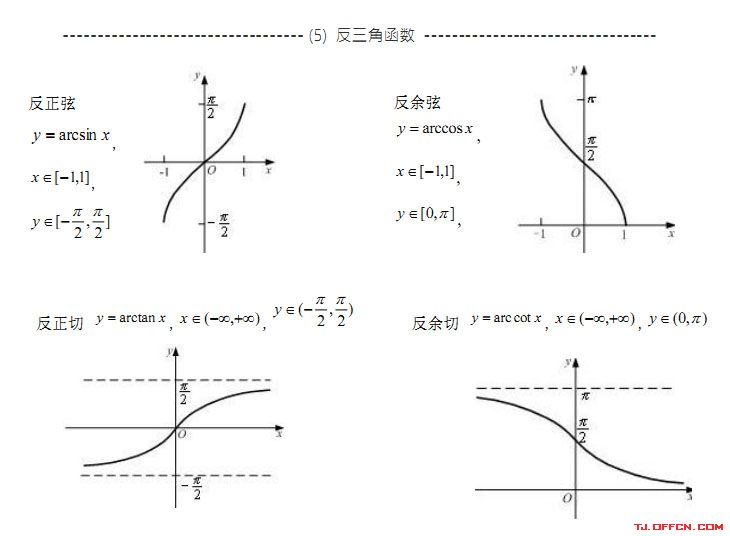 (5) 反三角函数
反正弦
y = arcsin x,
x∈[-1,1],
y∈[-π/2,π/2]
y
π/2
-1
O
1
x
-π/2
反余弦
y = arccos x,
x∈[-1,1],
y∈[0,π],
y
π
π/2
-1
O
1
x
反正切 y = arctan x, x∈(-∞,+∞), y∈(-π/2,π/2)
y
π/2
O
x
-π/2
反余切 y = arc cot x, x∈(-∞,+∞), y∈(0,π)
y
π
π/2
O
x
TJ.OFFCN.COM